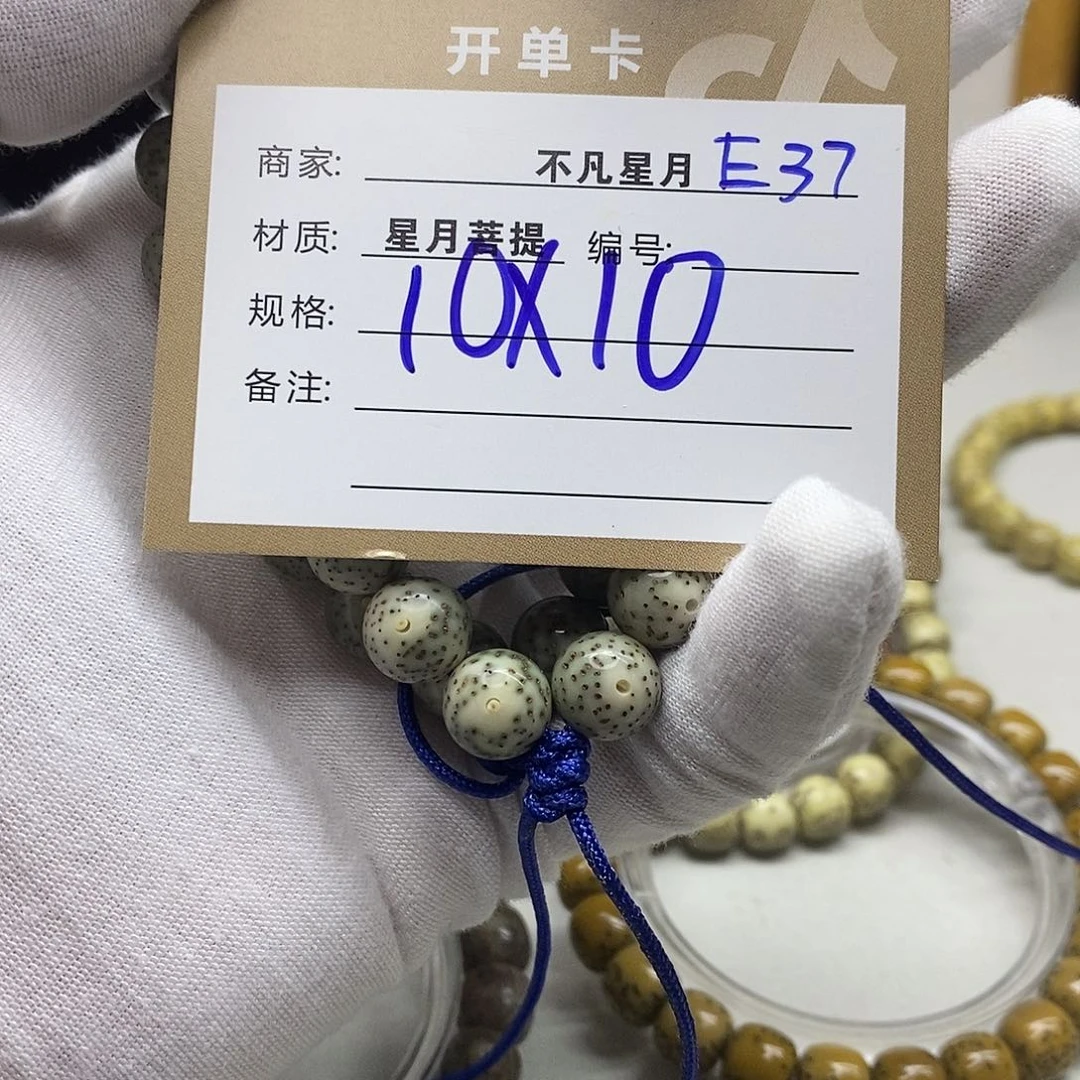 开单卡
商家: 不凡星月 E37
材质: 星月菩提 编号:
规格: 10X10
备注: